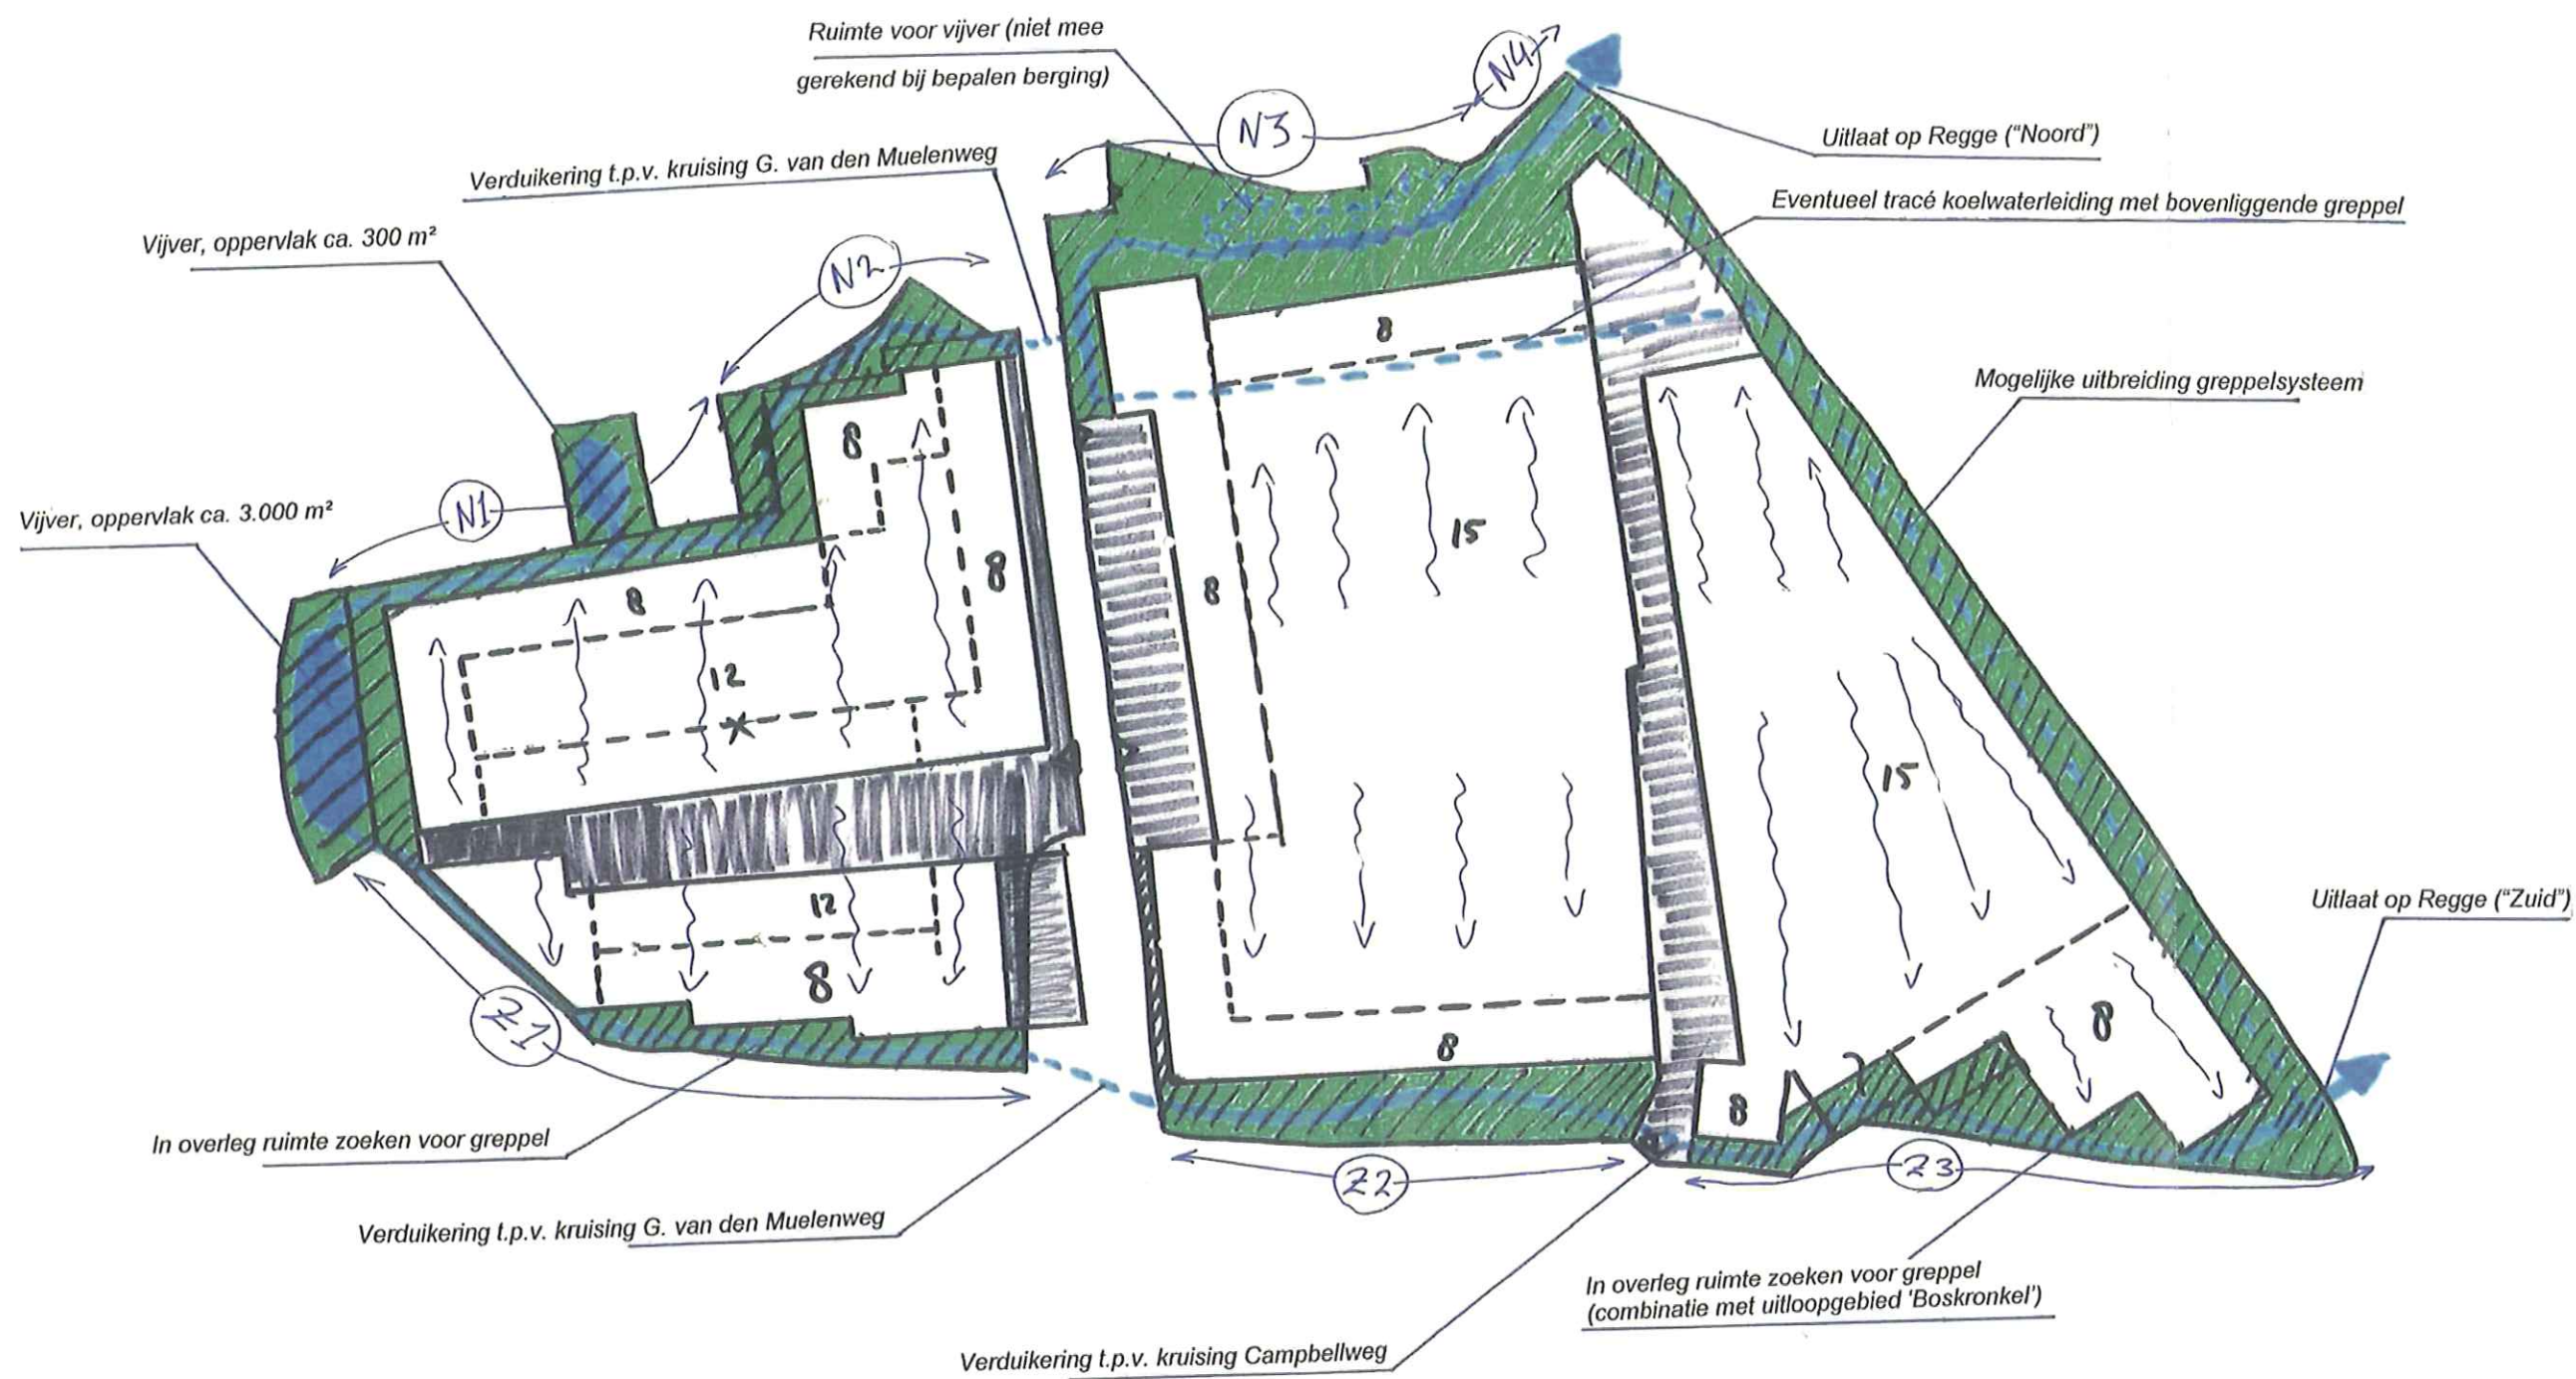 Ruimte voor vijver (niet mee
gerekend bij bepalen berging)
N4
N3
Uitlaat op Regge (“Noord”)
Verduikering t.p.v. kruising G. van den Muelenweg
Eventueel tracé koelwaterleiding met bovenliggende greppel
Vijver, oppervlak ca. 300 m²
N2
8
Mogelijke uitbreiding greppelsysteem
8
N1
Vijver, oppervlak ca. 3.000 m²
15
8
8
8
12
15
Uitlaat op Regge (“Zuid”)
12
8
8
Z1
8
8
In overleg ruimte zoeken voor greppel
Z2
Z3
Verduikering t.p.v. kruising G. van den Muelenweg
In overleg ruimte zoeken voor greppel
(combinatie met uitloopgebied 'Boskronkel')
Verduikering t.p.v. kruising Campbellweg